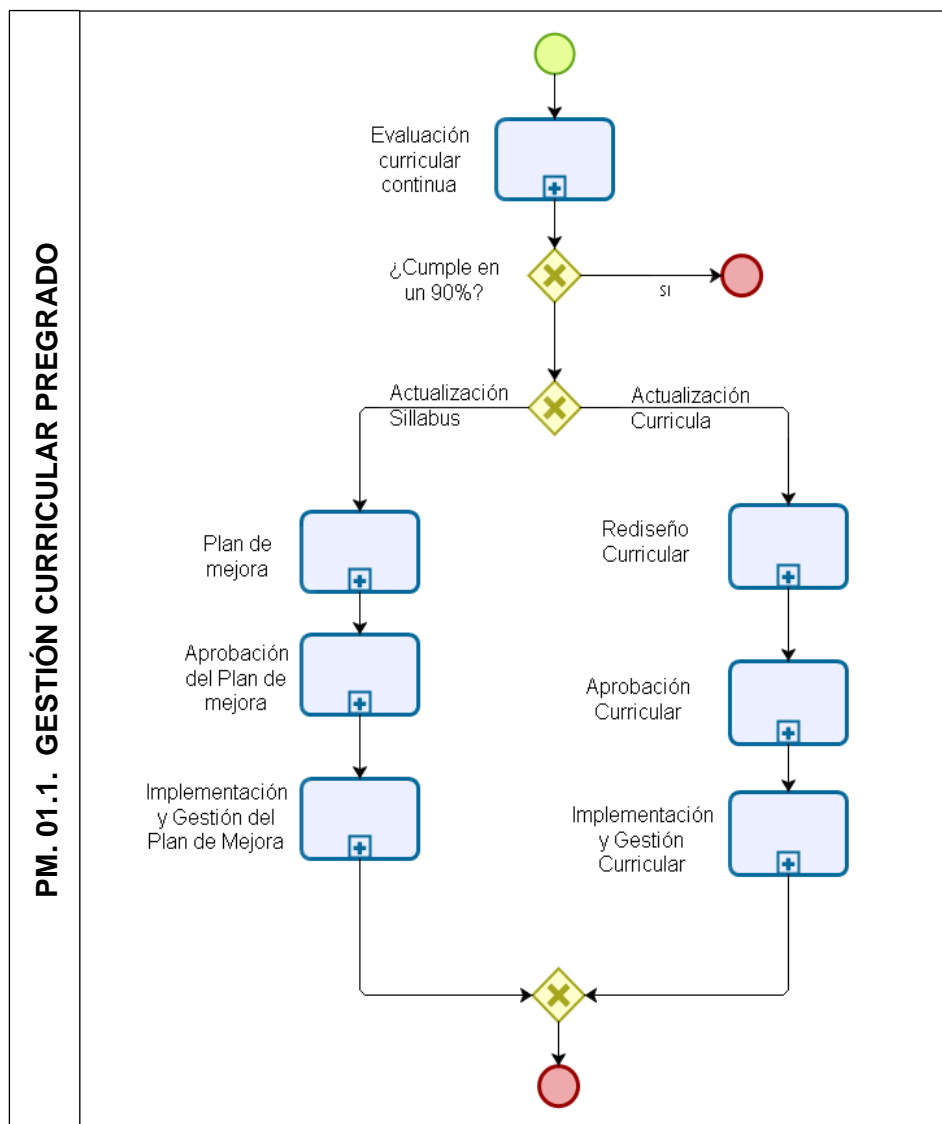 PM. 01.1. GESTIÓN CURRICULAR PREGRADO
Evaluación
curricular
continua
¿Cumple en
un 90%?
SI
Actualización
Sillabus
Actualización
Curricula
Plan de
mejora
Rediseño
Curricular
Aprobación
del Plan de
mejora
Aprobación
Curricular
Implementación
y Gestión del
Plan de Mejora
Implementación
y Gestión
Curricular